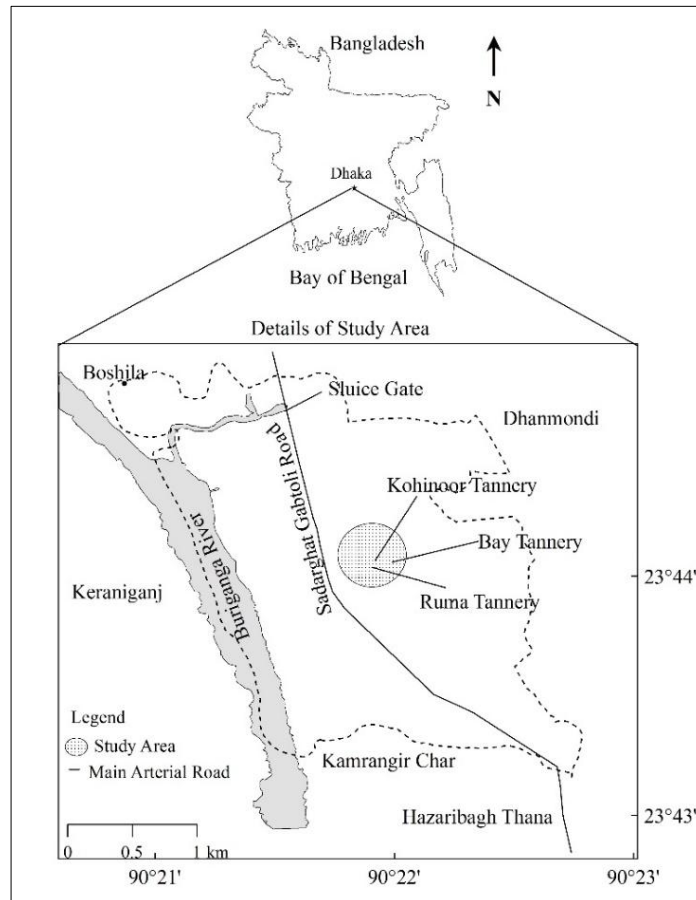 Bangladesh
N
Dhaka
Bay of Bengal
Details of Study Area
Boshila
Sluice Gate
Dhanmondi
Sadarghat Gabtoli Road
Kohinoor Tannery
Bay Tannery
Buriganga River
Keraniganj
23°44'
Ruma Tannery
Legend
Study Area
Main Arterial Road
Kamrangir Char
Hazaribagh Thana
23°43'
0 0.5 1 km
90°21' 90°22' 90°23'